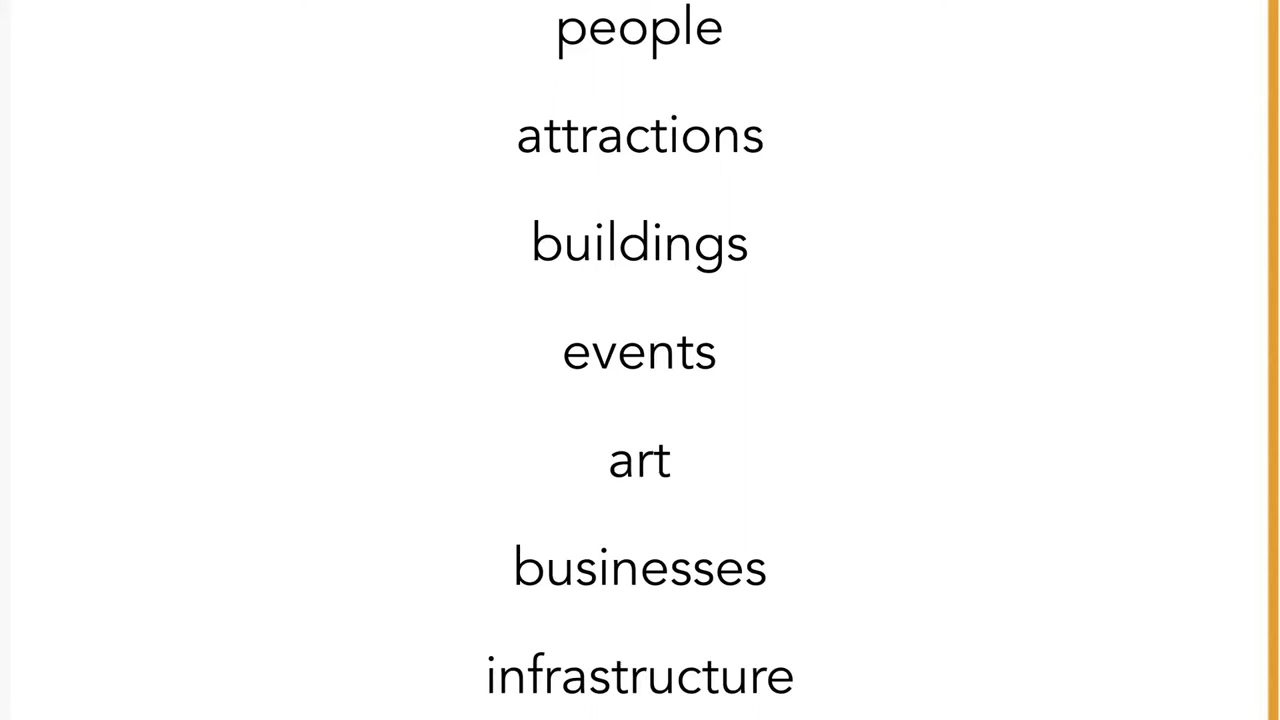 people
attractions
buildings
events
art
businesses
infrastructure